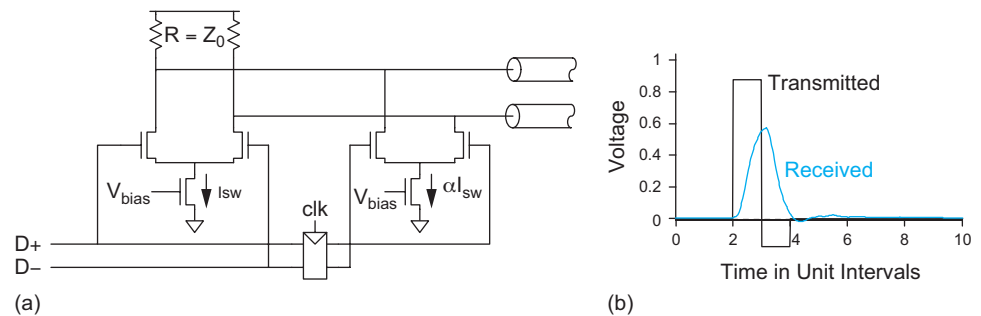 R = Z0
Vbias
Isw
clk
Vbias
αIsw
D+
D−
(a)
Voltage
1
0.8
0.6
0.4
0.2
0
Transmitted
Received
0 2 4 6 8 10
Time in Unit Intervals
(b)